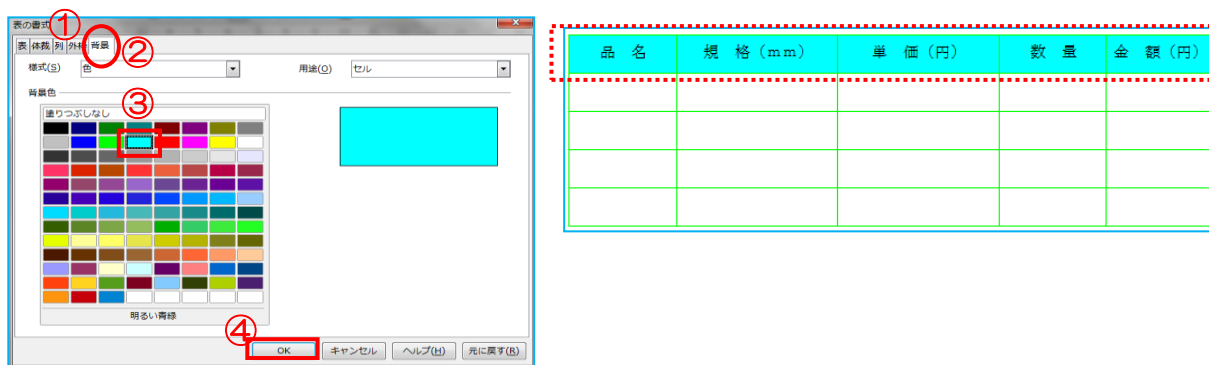 表の書式
①
表 体裁 列 外枠 背景
②
様式(S) 色 用途(O) セル
背景色
③
塗りつぶしなし
明るい青緑
④
OK キャンセル ヘルプ(H) 元に戻す(R)
品 名 規 格(mm) 単 価(円) 数 量 金 額(円)